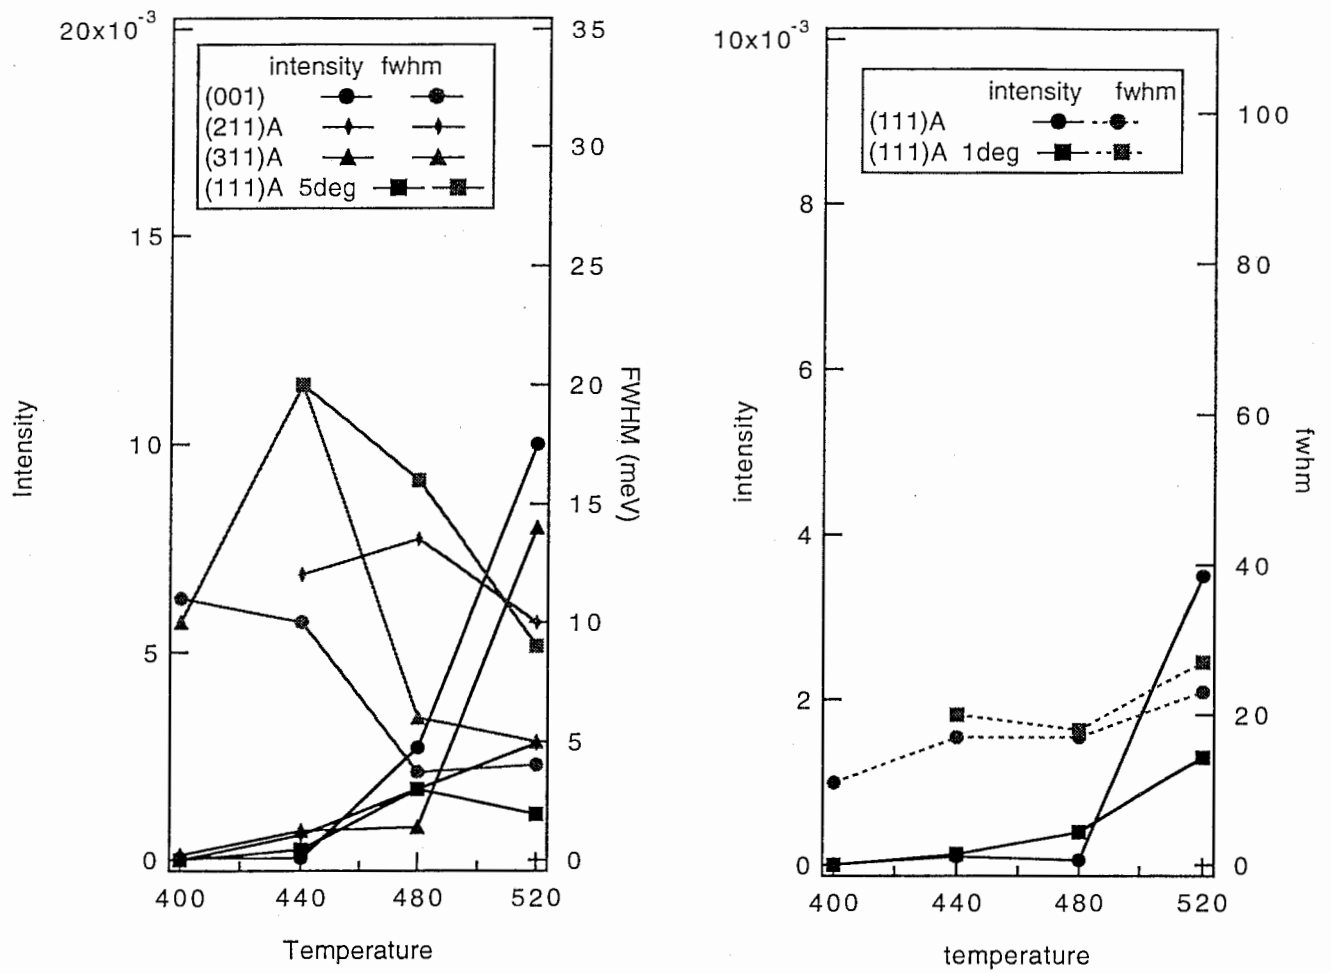 20x10⁻³
15
10
5
0
Intensity
intensity fwhm
(001)
(211)A
(311)A
(111)A 5deg
35
30
25
20
15
10
5
0
FWHM (meV)
400 440 480 520
Temperature
10x10⁻³
8
6
4
2
0
intensity
intensity fwhm
(111)A
(111)A 1deg
100
80
60
40
20
0
fwhm
400 440 480 520
temperature